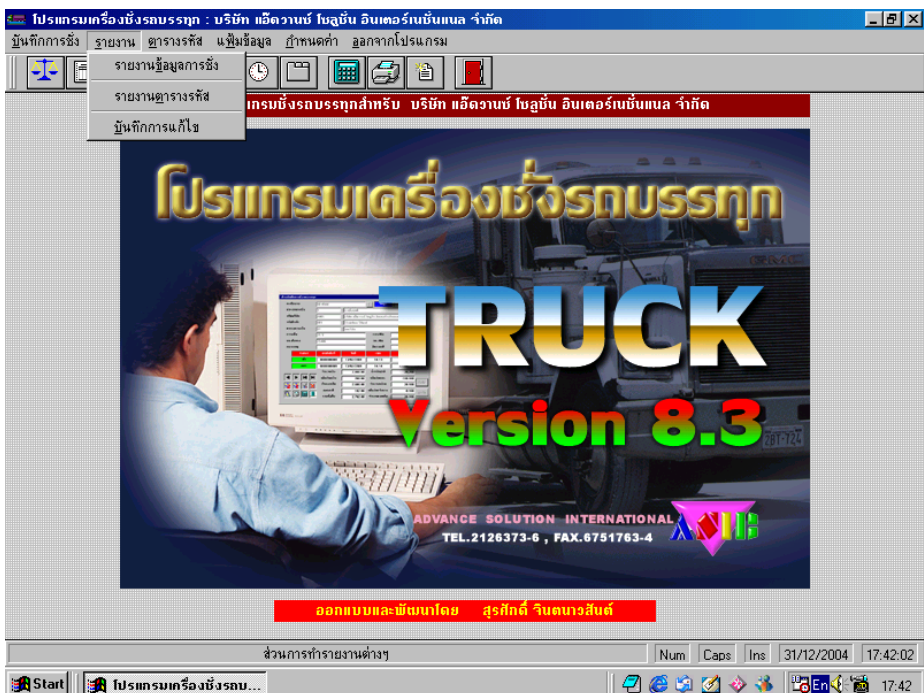 โปรแกรมเครื่องชั่งรถบรรทุก : บริษัท แอ๊ดวานซ์ โซลูชั่น อินเตอร์เนชั่นแนล จำกัด
บันทึกการชั่ง รายงาน ตารางรหัส แฟ้มข้อมูล กำหนดค่า ออกจากโปรแกรม
รายงานข้อมูลการชั่ง
รายงานตารางรหัส
บันทึกการแก้ไข
แกรมชั่งรถบรรทุกสำหรับ บริษัท แอ๊ดวานซ์ โซลูชั่น อินเตอร์เนชั่นแนล จำกัด
โปรแกรมเครื่องชั่งรถบรรทุก
TRUCK
Version 8.3
ADVANCE SOLUTION INTERNATIONAL
TEL.2126373-6 , FAX.6751763-4
ออกแบบและพัฒนาโดย สุรศักดิ์ จินตนาวสันต์
ส่วนการทำรายงานต่างๆ Num Caps Ins 31/12/2004 17:42:02
Start โปรแกรมเครื่องชั่งรถบ... En 17:42